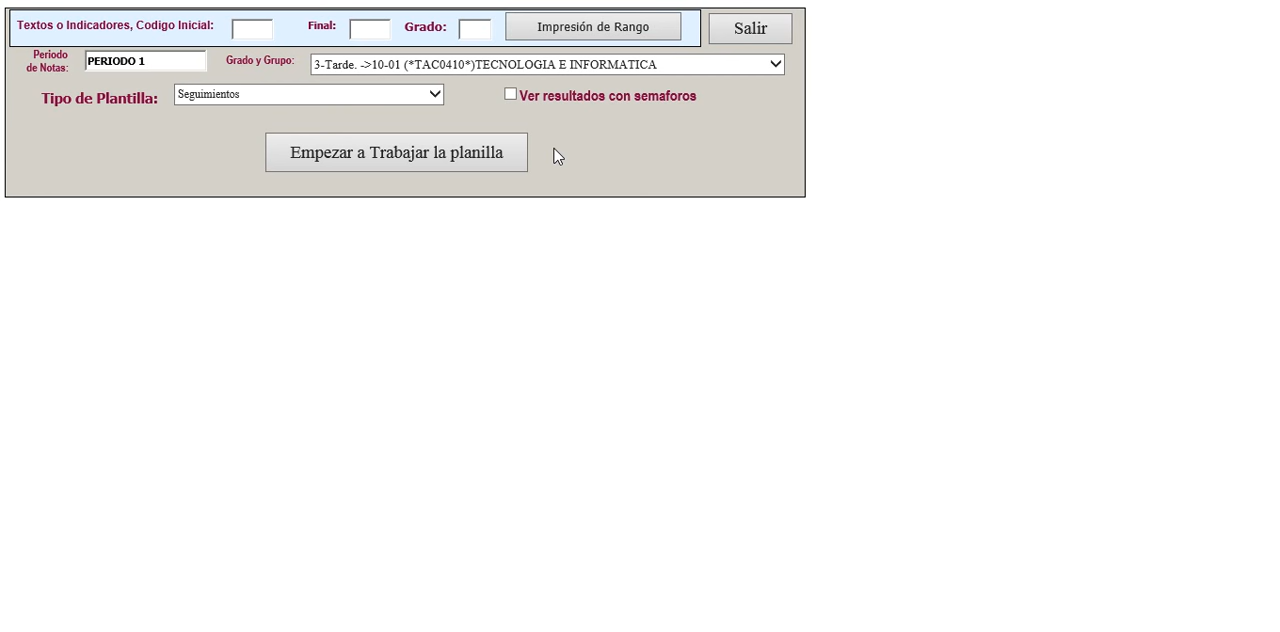 Textos o Indicadores, Codigo Inicial: Final: Grado: Impresión de Rango Salir
Periodo
de Notas: PERIODO 1 Grado y Grupo: 3-Tarde. ->10-01 (*TAC0410*)TECNOLOGIA E INFORMATICA
Tipo de Plantilla: Seguimientos Ver resultados con semaforos
Empezar a Trabajar la planilla